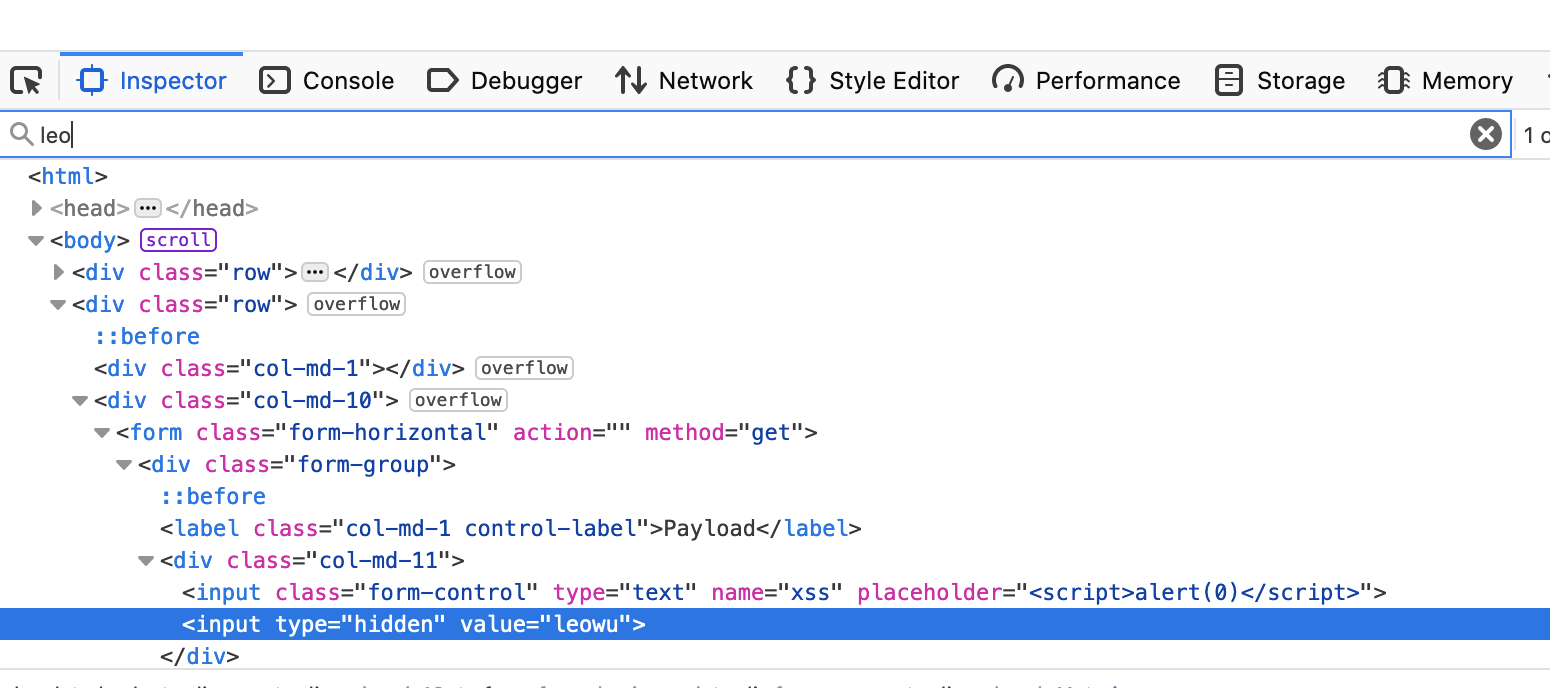 Inspector Console Debugger Network Style Editor Performance Storage Memory
leo 1 o
<html>
<head>···</head>
<body> scroll
<div class="row">···</div> overflow
<div class="row"> overflow
::before
<div class="col-md-1"></div> overflow
<div class="col-md-10"> overflow
<form class="form-horizontal" action="" method="get">
<div class="form-group">
::before
<label class="col-md-1 control-label">Payload</label>
<div class="col-md-11">
<input class="form-control" type="text" name="xss" placeholder="<script>alert(0)</script>">
<input type="hidden" value="leowu">
</div>